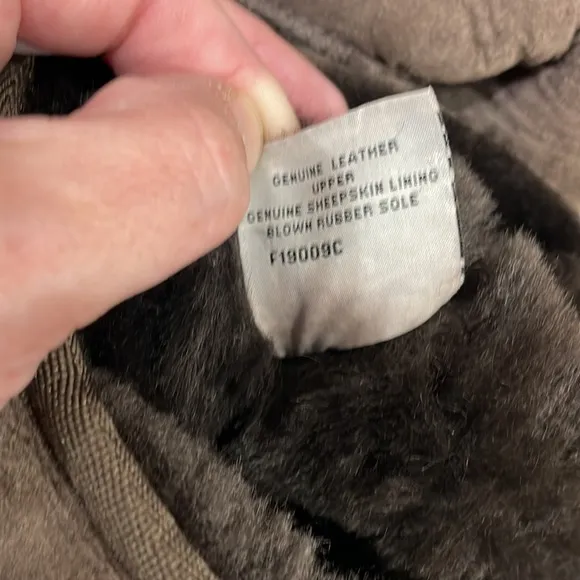 GENUINE LEATHER
UPPER
GENUINE SHEEPSKIN LINING
BLOWN RUBBER SOLE
F19009C